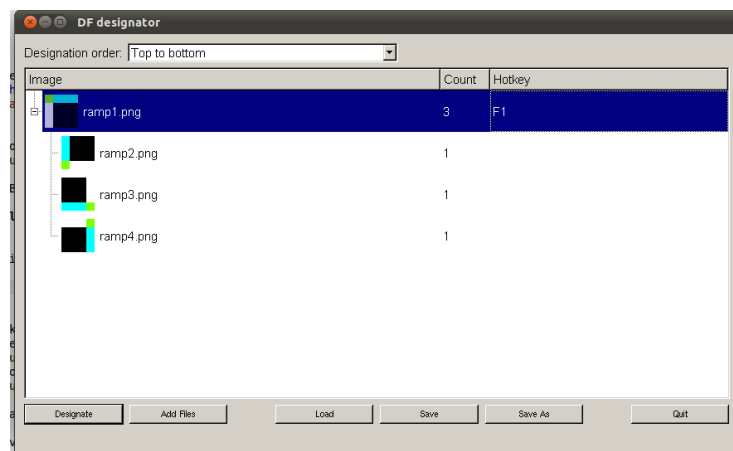 DF designator
Designation order: Top to bottom
Image Count Hotkey
ramp1.png 3 F1
ramp2.png 1
ramp3.png 1
ramp4.png 1
Designate Add Files Load Save Save As Quit